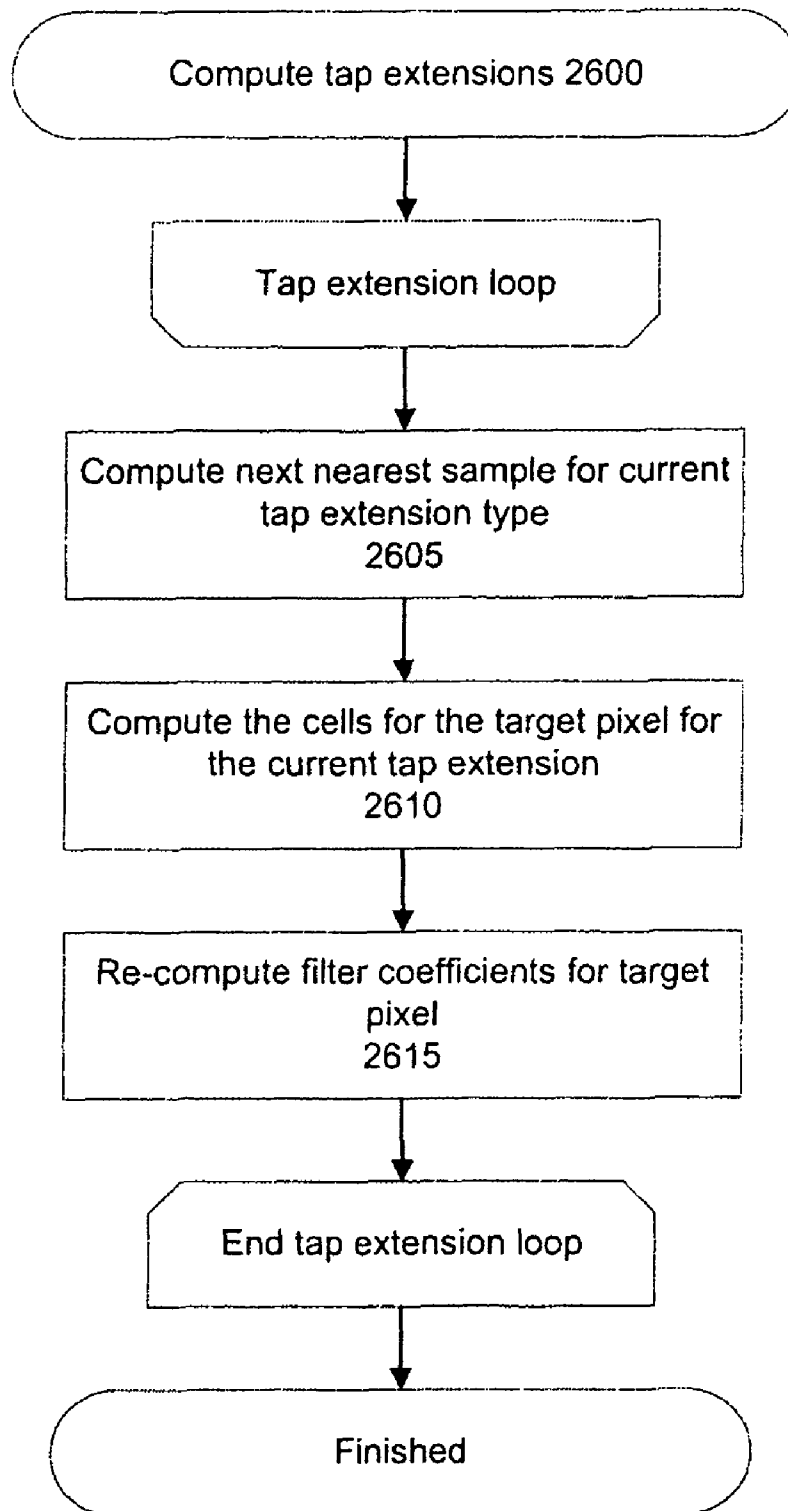 Compute tap extensions 2600
Tap extension loop
Compute next nearest sample for current
tap extension type
2605
Compute the cells for the target pixel for
the current tap extension
2610
Re-compute filter coefficients for target
pixel
2615
End tap extension loop
Finished